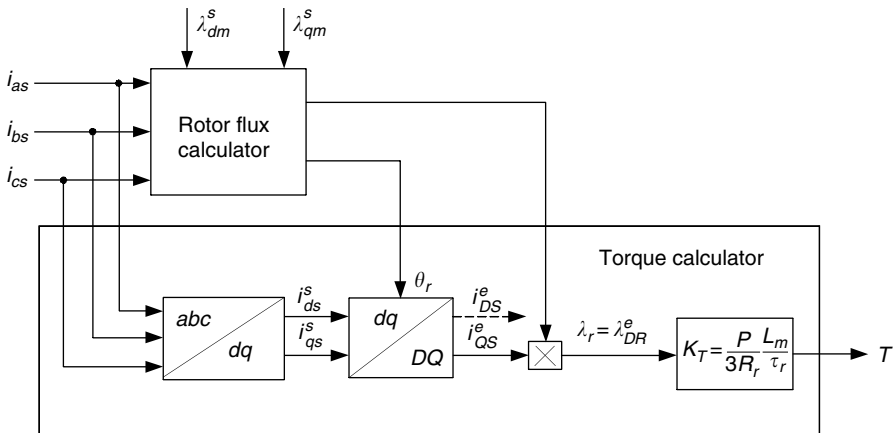 λ^s_dm
λ^s_qm
i_as
i_bs
i_cs
Rotor flux
calculator
Torque calculator
θ_r
abc
dq
i^s_ds
i^s_qs
dq
DQ
i^e_DS
i^e_QS
×
λ_r = λ^e_DR
K_T = P/3R_r L_m/τ_r
T